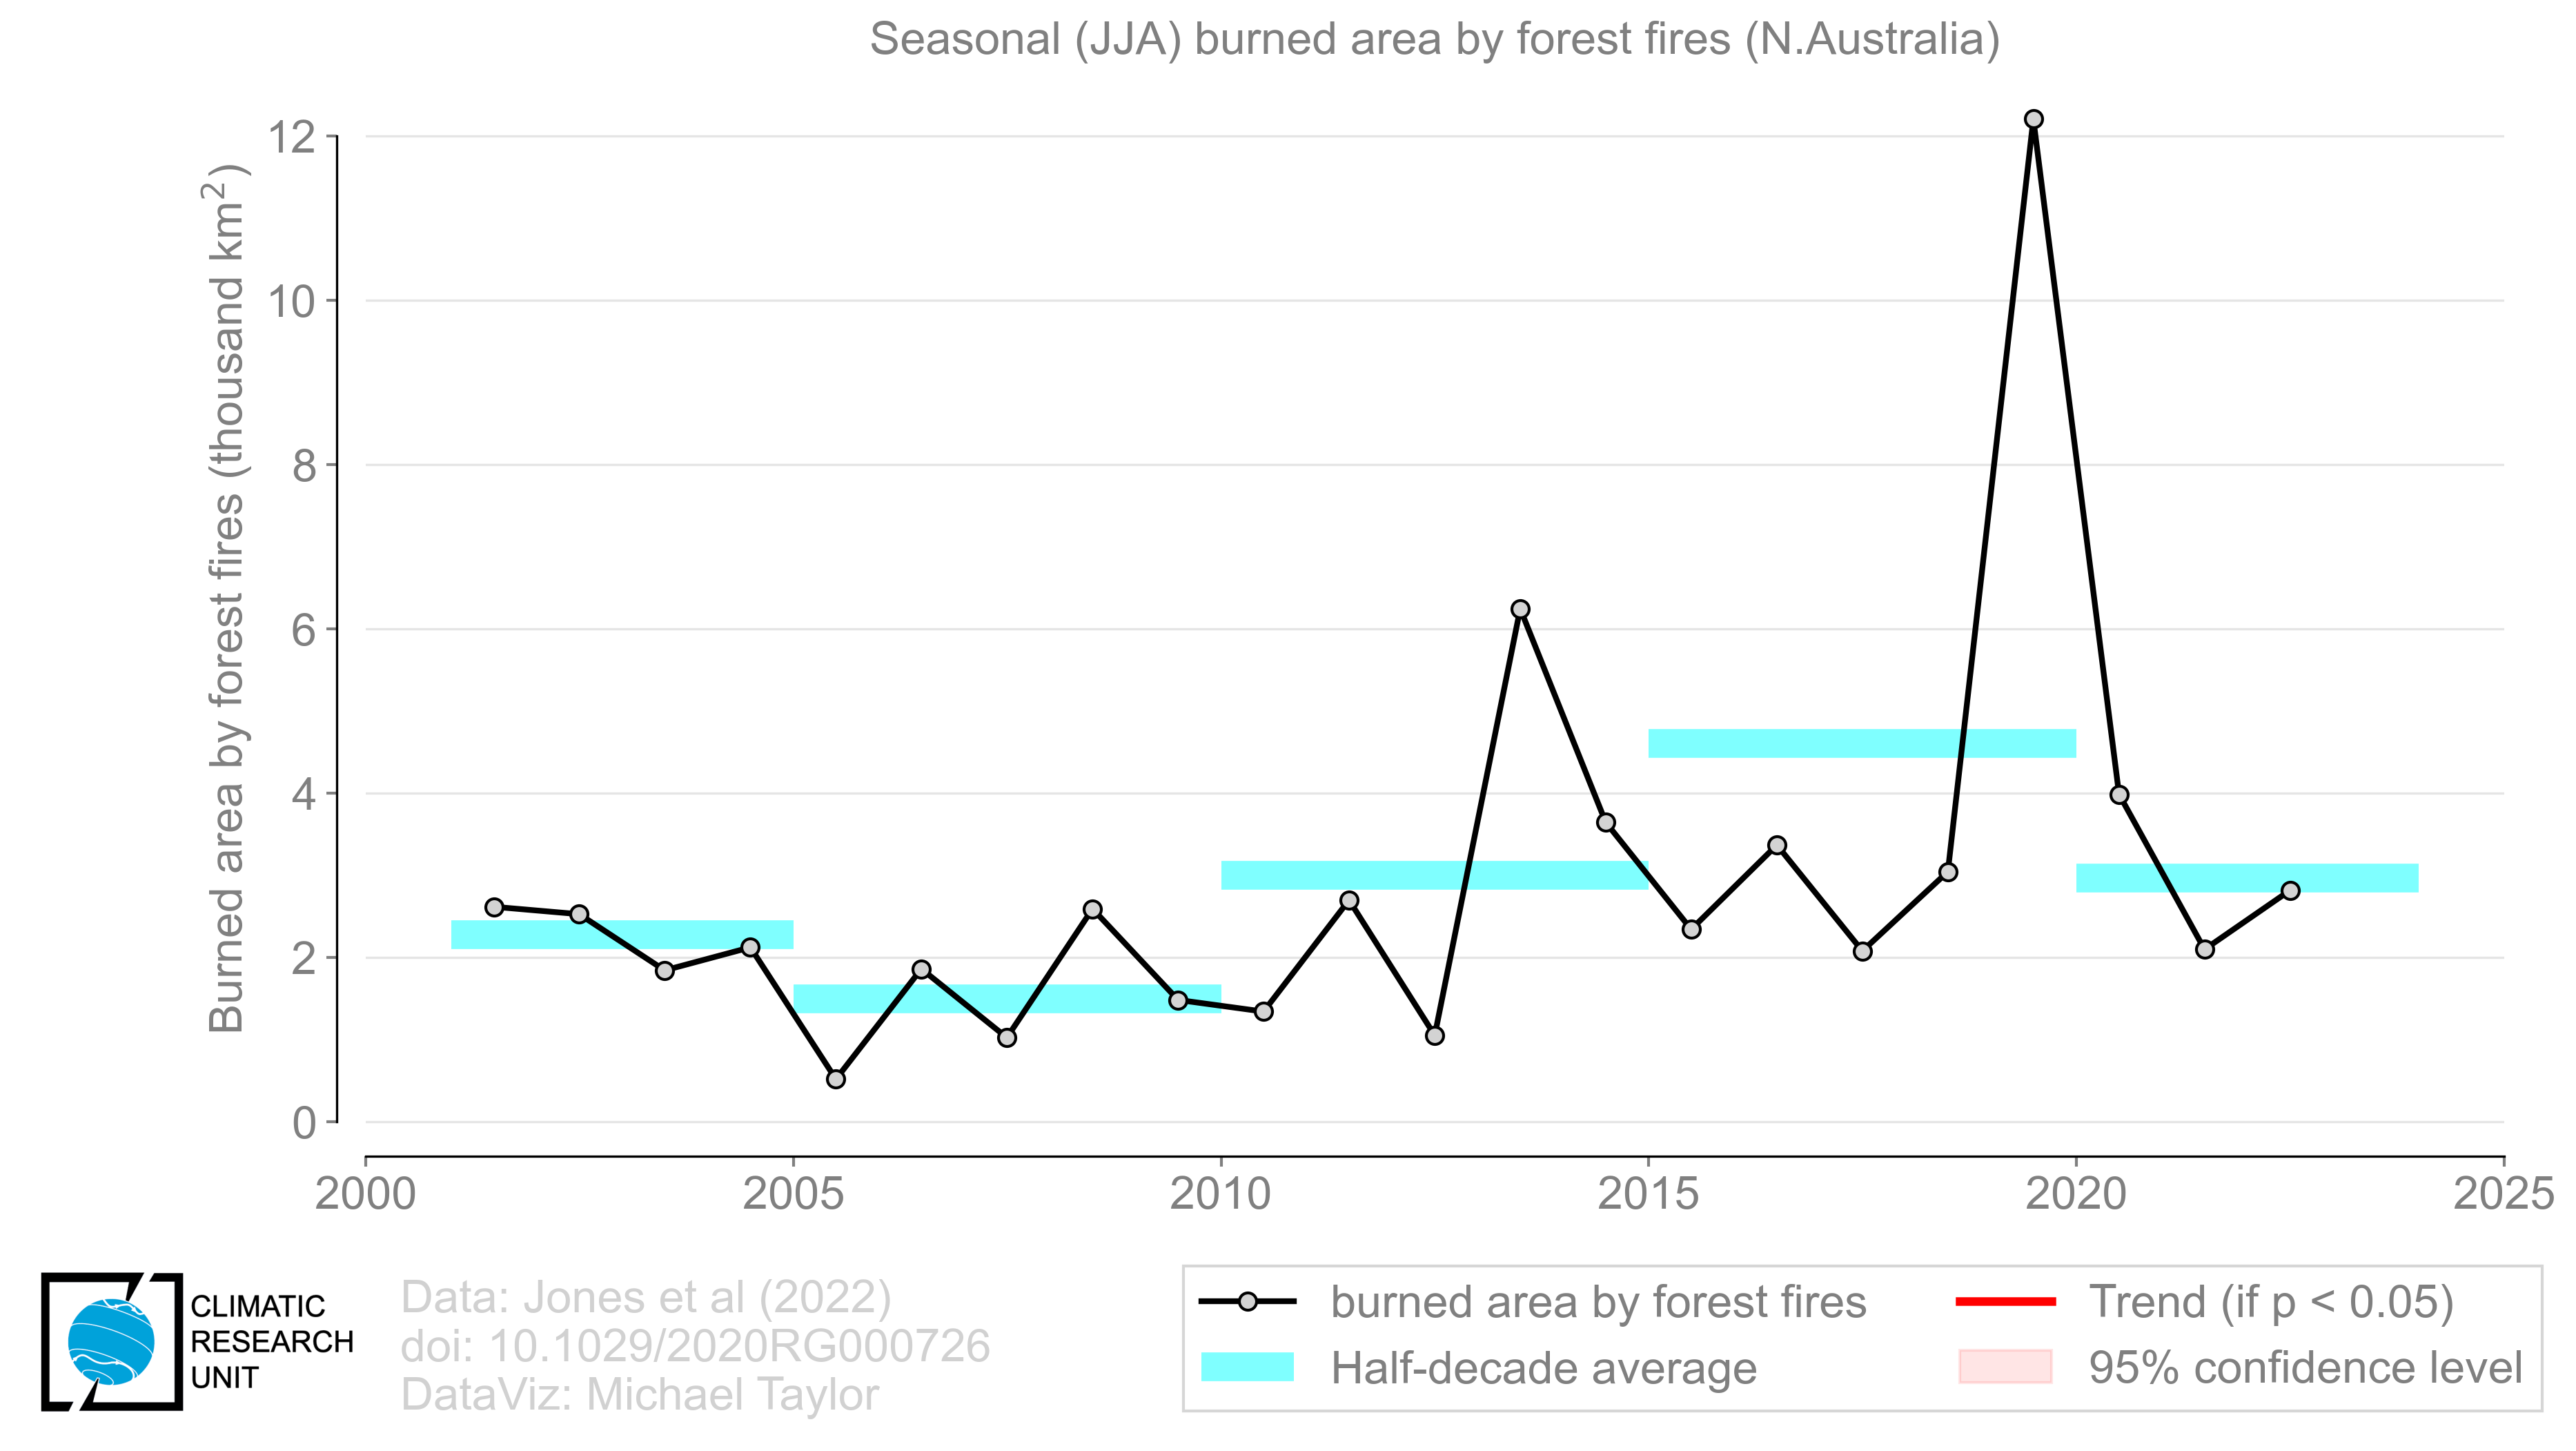 Seasonal (JJA) burned area by forest fires (N.Australia)
Burned area by forest fires (thousand km²)
12
10
8
6
4
2
0
2000 2005 2010 2015 2020 2025
CLIMATIC
RESEARCH
UNIT
Data: Jones et al (2022)
doi: 10.1029/2020RG000726
DataViz: Michael Taylor
burned area by forest fires
Half-decade average
Trend (if p < 0.05)
95% confidence level